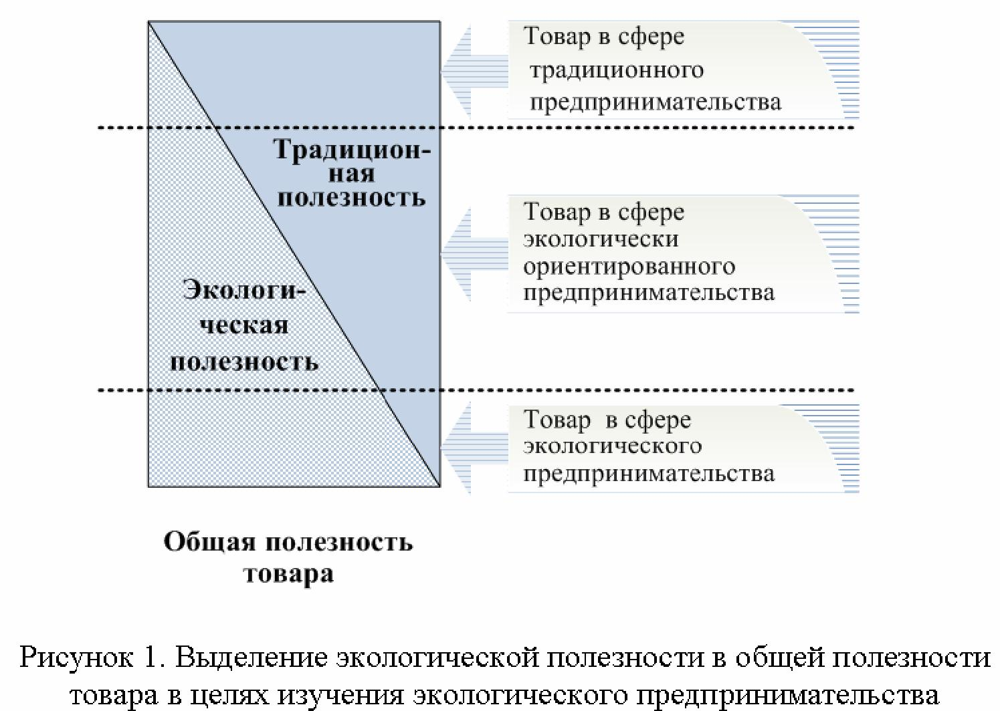 Товар в сфере
традиционного
предпринимательства
Традицион-
ная
полезность
Товар в сфере
экологически
ориентированного
предпринимательства
Экологи-
ческая
полезность
Товар в сфере
экологического
предпринимательства
Общая полезность
товара
Рисунок 1. Выделение экологической полезности в общей полезности
товара в целях изучения экологического предпринимательства